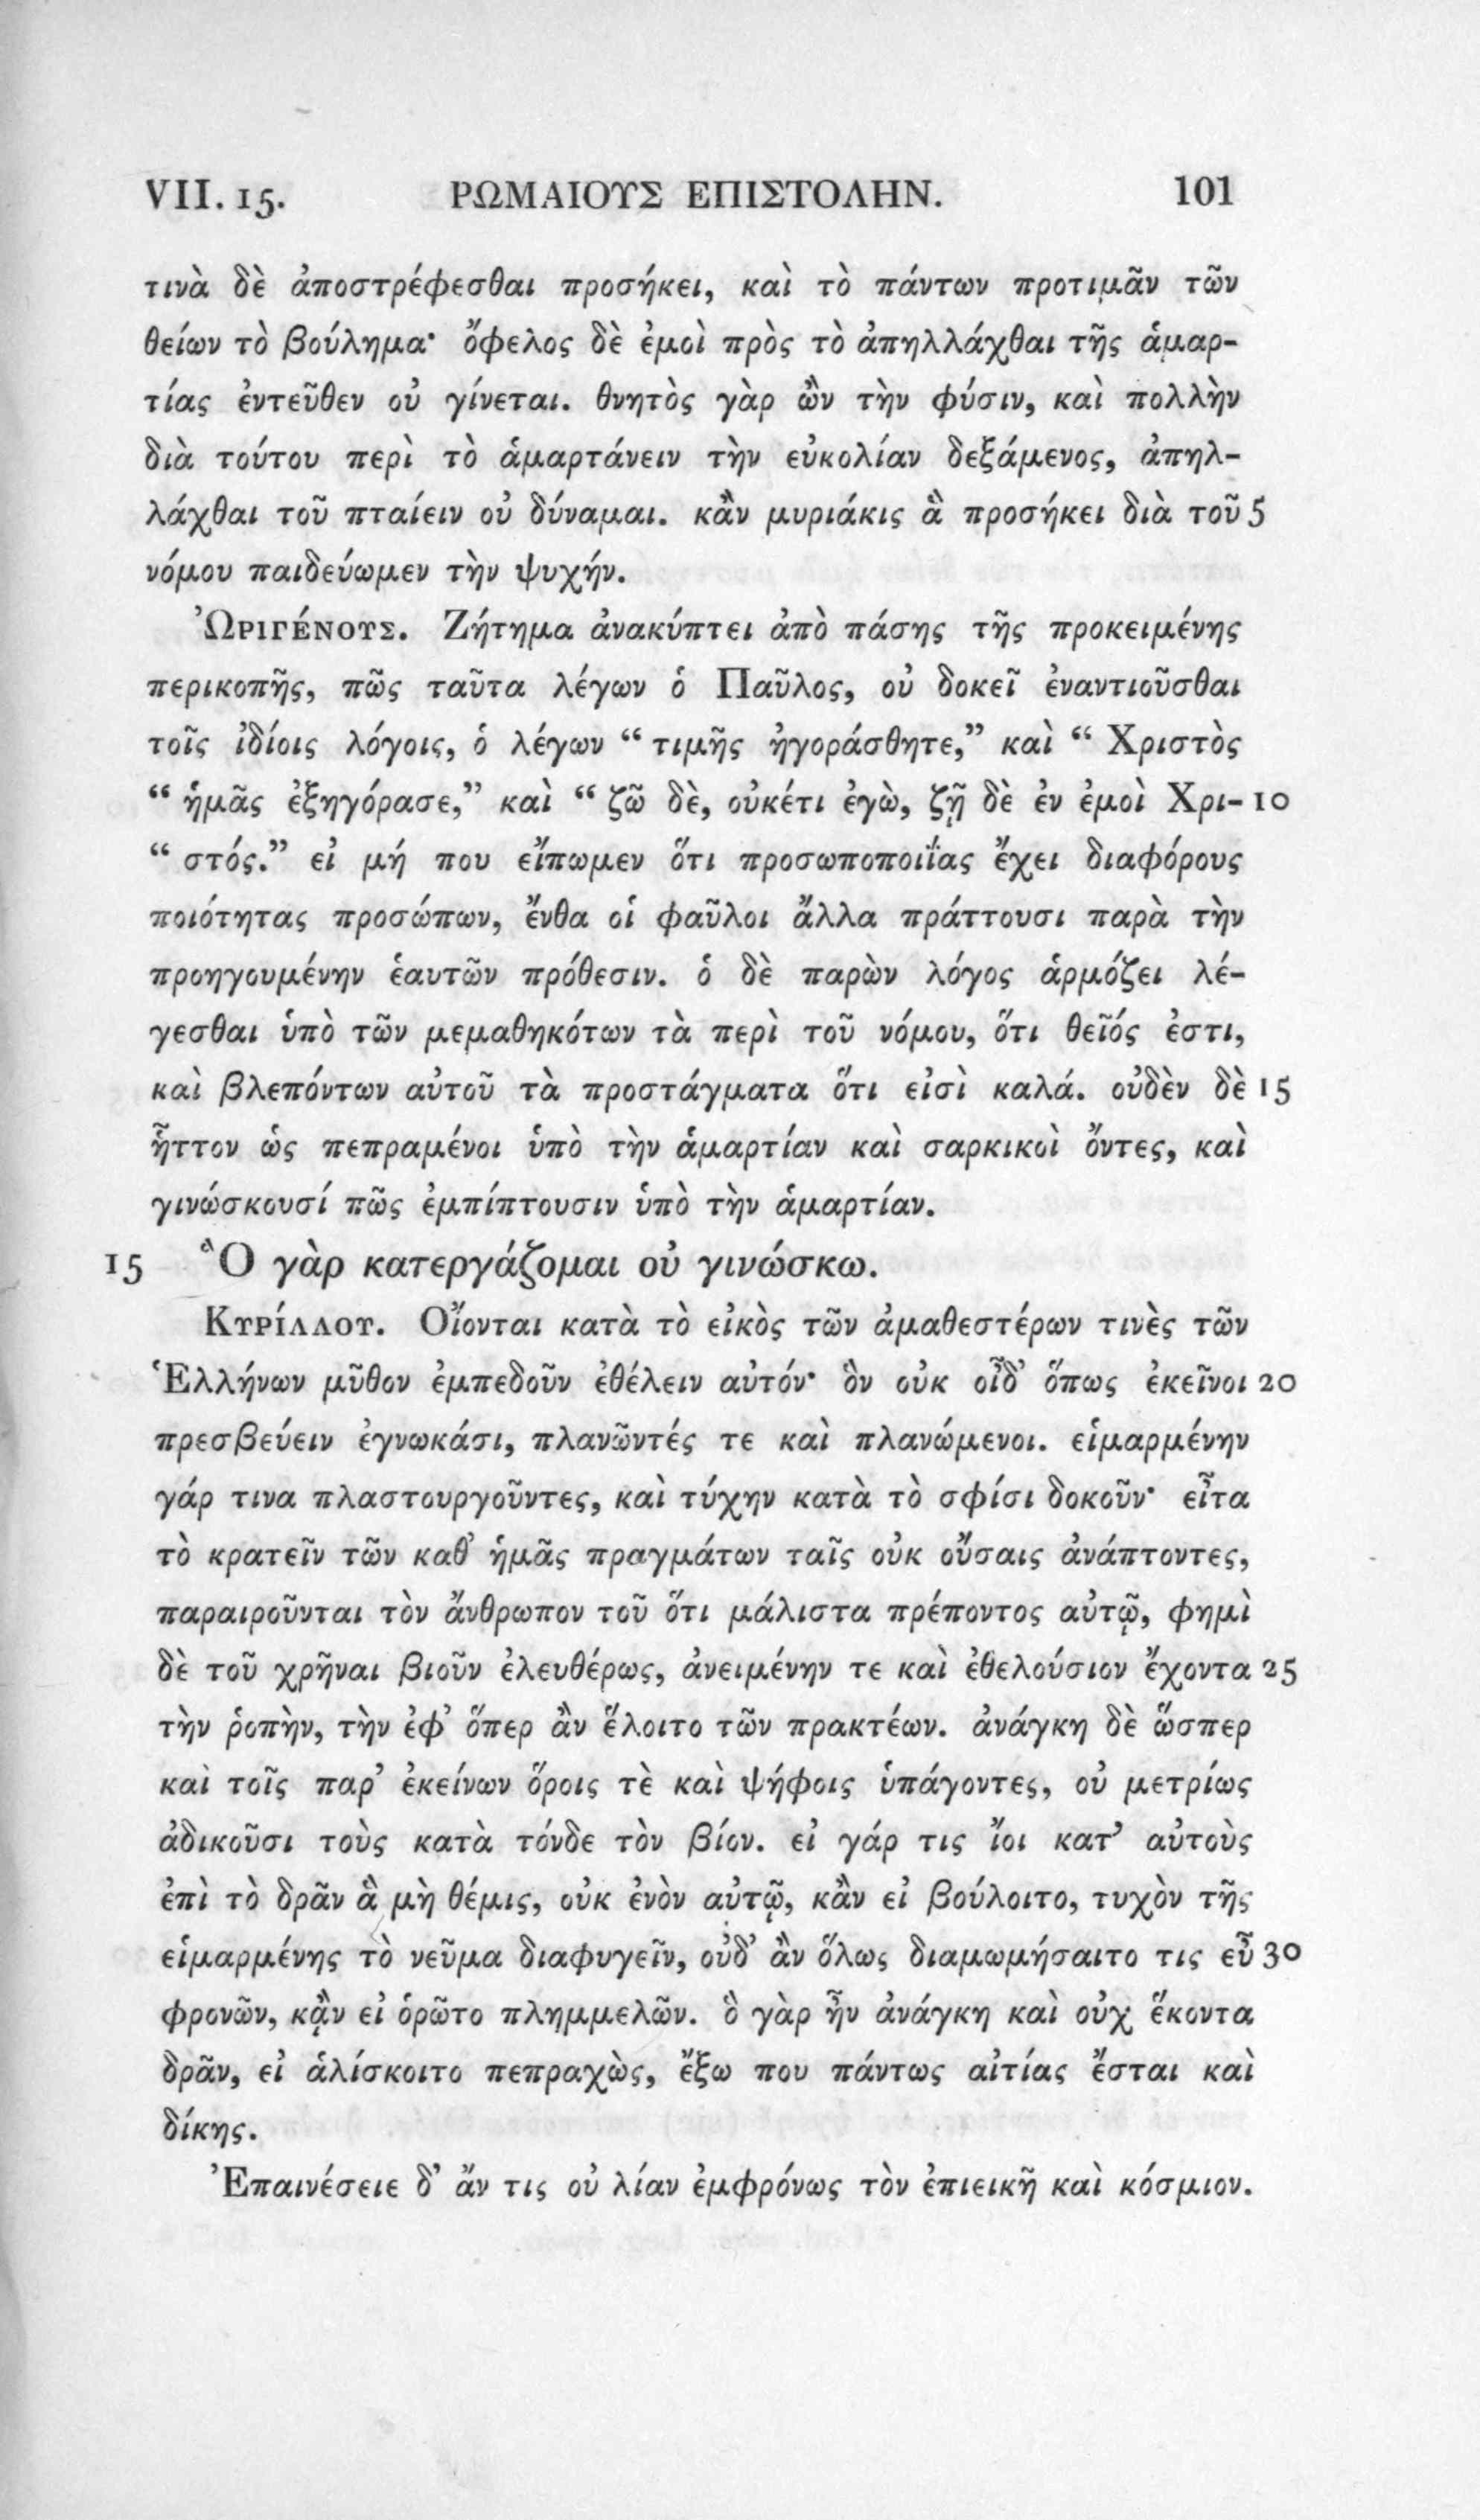 VII. 15. ΡΩΜΑΙΟΥΣ ΕΠΙΣΤΟΛΗΝ. 101
τινὰ δὲ ἀποστρέφεσθαι προσήκει, καὶ τὸ πάντων προτιμᾶν τῶν
θείων τὸ βούλημα· ὄφελος δὲ ἐμοὶ πρὸς τὸ ἀπηλλάχθαι τῆς ἁμαρ-
τίας ἐντεῦθεν οὐ γίνεται. θνητὸς γὰρ ὢν τὴν φύσιν, καὶ πολλὴν
διὰ τούτου περὶ τὸ ἁμαρτάνειν τὴν εὐκολίαν δεξάμενος, ἀπηλ-
λάχθαι τοῦ πταίειν οὐ δύναμαι. κἂν μυριάκις ἃ προσήκει διὰ τοῦ 5
νόμου παιδεύωμεν τὴν ψυχήν.
Ὠριγένους. Ζήτημα ἀνακύπτει ἀπὸ πάσης τῆς προκειμένης
περικοπῆς, πῶς ταῦτα λέγων ὁ Παῦλος, οὐ δοκεῖ ἐναντιοῦσθαι
τοῖς ἰδίοις λόγοις, ὁ λέγων “ τιμῆς ἠγοράσθητε,” καὶ “ Χριστὸς
“ ἡμᾶς ἐξηγόρασε,” καὶ “ ζῶ δὲ, οὐκέτι ἐγὼ, ζῇ δὲ ἐν ἐμοὶ Χρι- 10
“ στός.” εἰ μή που εἴπωμεν ὅτι προσωποποιΐας ἔχει διαφόρους
ποιότητας προσώπων, ἔνθα οἱ φαῦλοι ἄλλα πράττουσι παρὰ τὴν
προηγουμένην ἑαυτῶν πρόθεσιν. ὁ δὲ παρὼν λόγος ἁρμόζει λέ-
γεσθαι ὑπὸ τῶν μεμαθηκότων τὰ περὶ τοῦ νόμου, ὅτι θεῖός ἐστι,
καὶ βλεπόντων αὐτοῦ τὰ προστάγματα ὅτι εἰσὶ καλά. οὐδὲν δὲ 15
ἧττον ὡς πεπραμένοι ὑπὸ τὴν ἁμαρτίαν καὶ σαρκικοὶ ὄντες, καὶ
γινώσκουσί πῶς ἐμπίπτουσιν ὑπὸ τὴν ἁμαρτίαν.
15 Ὃ γὰρ κατεργάζομαι οὐ γινώσκω.
Κυρίλλου. Οἴονται κατὰ τὸ εἰκὸς τῶν ἀμαθεστέρων τινὲς τῶν
Ἑλλήνων μῦθον ἐμπεδοῦν ἐθέλειν αὐτόν· ὃν οὐκ οἶδ’ ὅπως ἐκεῖνοι 20
πρεσβεύειν ἐγνωκάσι, πλανῶντές τε καὶ πλανώμενοι. εἱμαρμένην
γάρ τινα πλαστουργοῦντες, καὶ τύχην κατὰ τὸ σφίσι δοκοῦν· εἶτα
τὸ κρατεῖν τῶν καθ’ ἡμᾶς πραγμάτων ταῖς οὐκ οὔσαις ἀνάπτοντες,
παραιροῦνται τὸν ἄνθρωπον τοῦ ὅτι μάλιστα πρέποντος αὐτῷ, φημὶ
δὲ τοῦ χρῆναι βιοῦν ἐλευθέρως, ἀνειμένην τε καὶ ἐθελούσιον ἔχοντα 25
τὴν ῥοπὴν, τὴν ἐφ’ ὅπερ ἂν ἕλοιτο τῶν πρακτέων. ἀνάγκη δὲ ὥσπερ
καὶ τοῖς παρ’ ἐκείνων ὅροις τὲ καὶ ψήφοις ὑπάγοντες, οὐ μετρίως
ἀδικοῦσι τοὺς κατὰ τόνδε τὸν βίον. εἰ γάρ τις ἴοι κατ’ αὐτοὺς
ἐπὶ τὸ δρᾶν ἃ μὴ θέμις, οὐκ ἐνὸν αὐτῷ, κἂν εἰ βούλοιτο, τυχὸν τῆς
εἱμαρμένης τὸ νεῦμα διαφυγεῖν, οὐδ’ ἂν ὅλως διαμωμήσαιτο τις εὖ 30
φρονῶν, κᾂν εἰ ὁρῶτο πλημμελῶν. ὃ γὰρ ἦν ἀνάγκη καὶ οὐχ ἕκοντα
δρᾶν, εἰ ἁλίσκοιτο πεπραχὼς, ἔξω που πάντως αἰτίας ἔσται καὶ
δίκης.
Ἐπαινέσειε δ’ ἄν τις οὐ λίαν ἐμφρόνως τὸν ἐπιεικῆ καὶ κόσμιον.